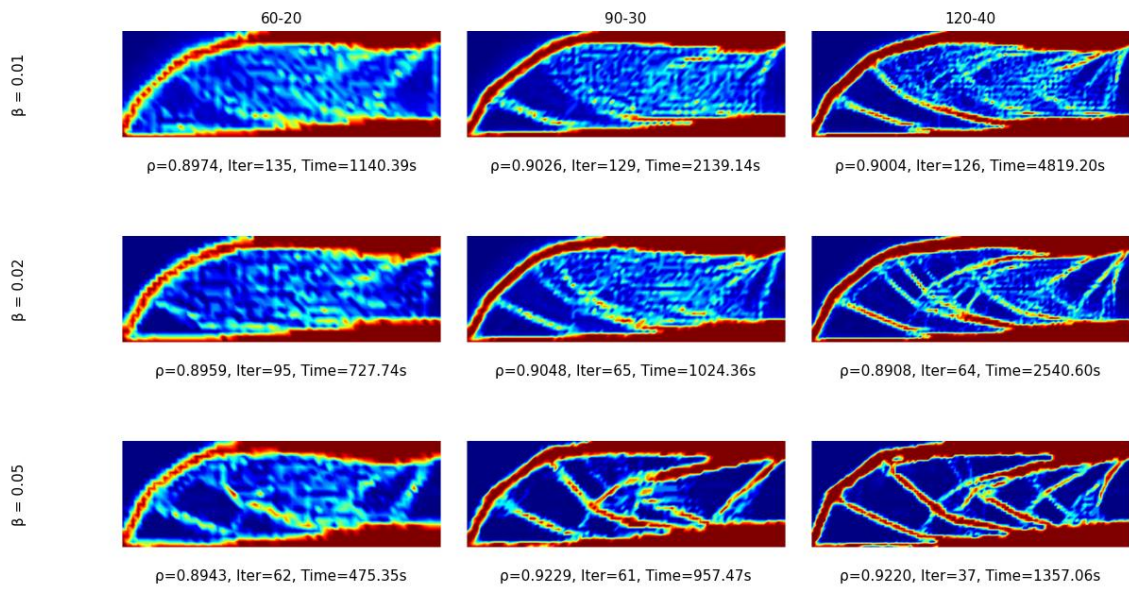 60-20 90-30 120-40
β = 0.01
ρ=0.8974, Iter=135, Time=1140.39s ρ=0.9026, Iter=129, Time=2139.14s ρ=0.9004, Iter=126, Time=4819.20s
β = 0.02
ρ=0.8959, Iter=95, Time=727.74s ρ=0.9048, Iter=65, Time=1024.36s ρ=0.8908, Iter=64, Time=2540.60s
β = 0.05
ρ=0.8943, Iter=62, Time=475.35s ρ=0.9229, Iter=61, Time=957.47s ρ=0.9220, Iter=37, Time=1357.06s